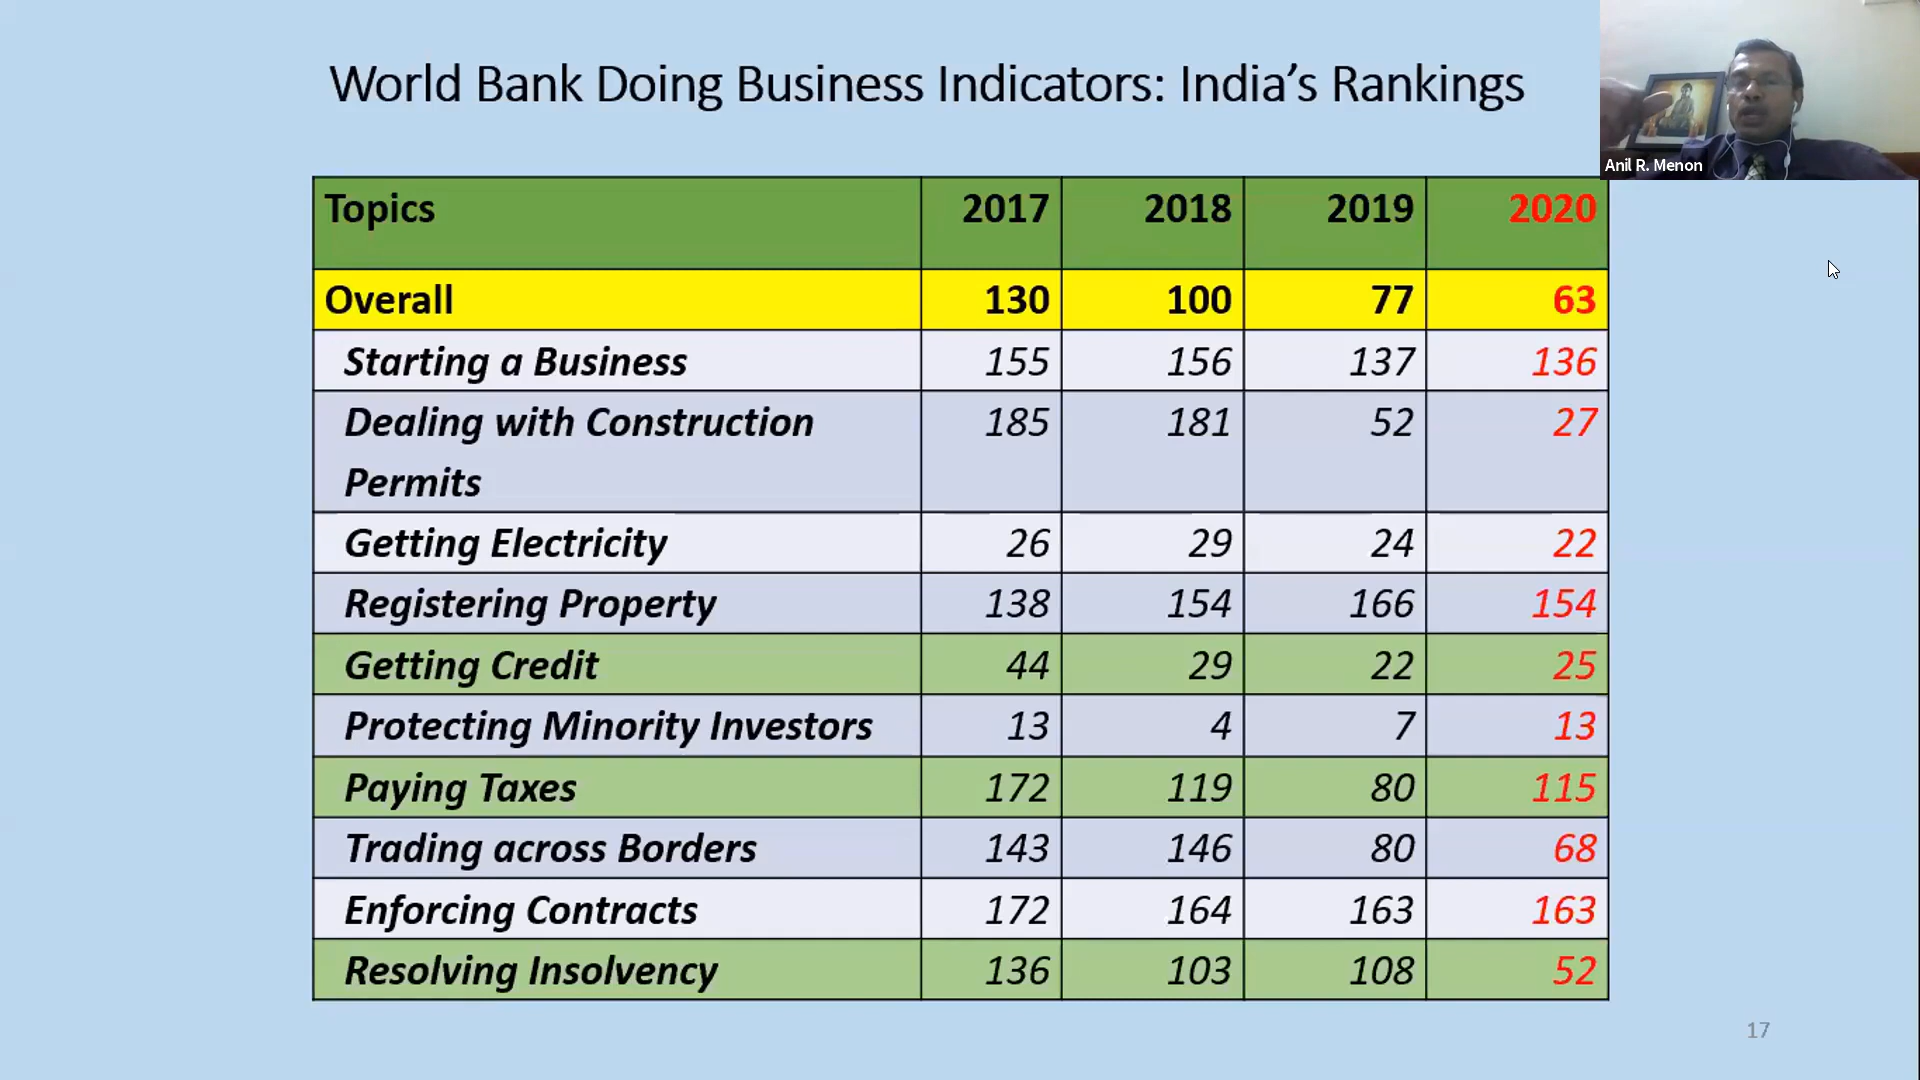 World Bank Doing Business Indicators: India's Rankings
Anil R. Menon
Topics 2017 2018 2019 2020
Overall 130 100 77 63
Starting a Business 155 156 137 136
Dealing with Construction 185 181 52 27
Permits
Getting Electricity 26 29 24 22
Registering Property 138 154 166 154
Getting Credit 44 29 22 25
Protecting Minority Investors 13 4 7 13
Paying Taxes 172 119 80 115
Trading across Borders 143 146 80 68
Enforcing Contracts 172 164 163 163
Resolving Insolvency 136 103 108 52
17